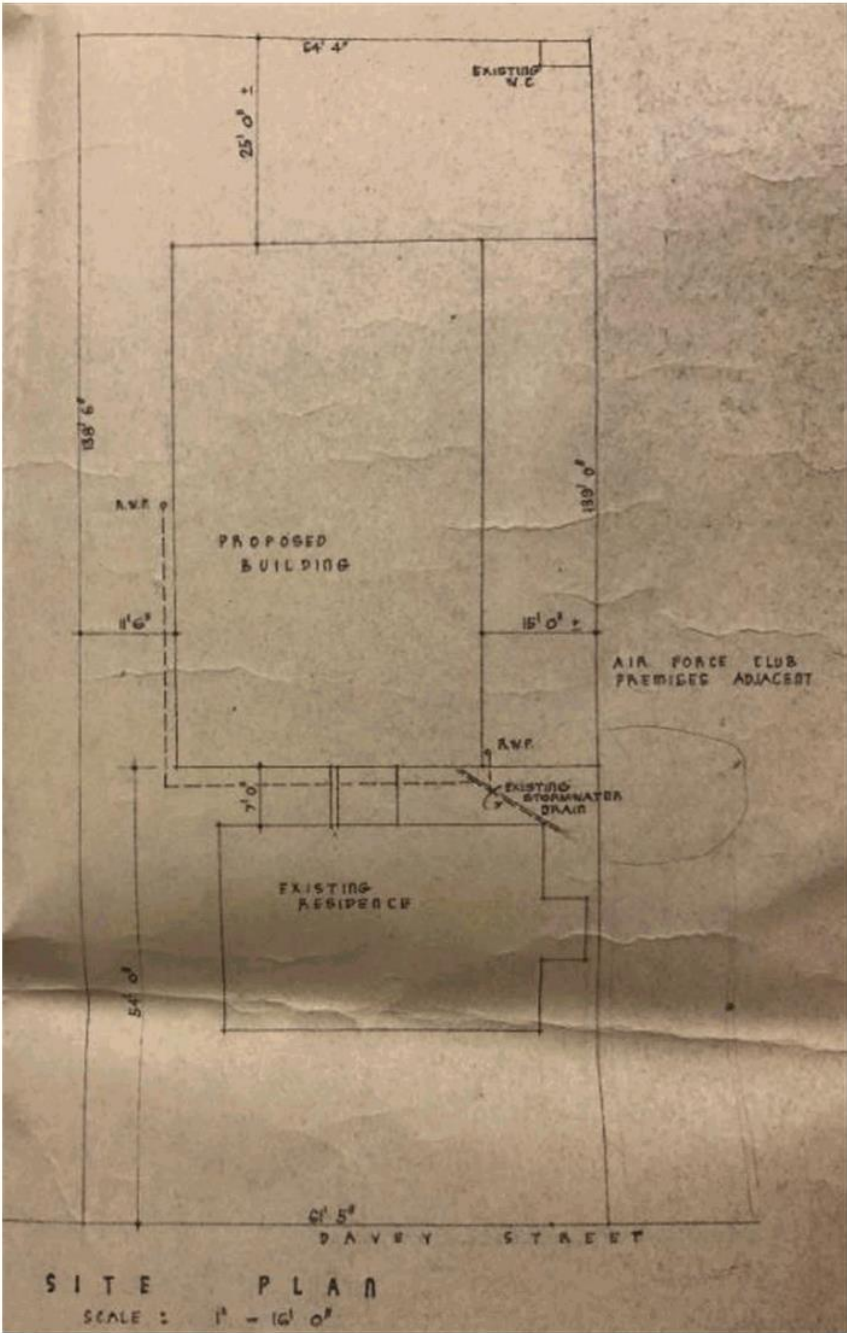 64' 4"
EXISTING
W.C
25' 0" ±
138' 6"
139' 0"
R.W.P.
PROPOSED
BUILDING
11' 6"
15' 0" ±
AIR FORCE CLUB
PREMISES ADJACENT
R.W.P.
7' 0"
EXISTING
STORMWATER
DRAIN
EXISTING
RESIDENCE
54' 0"
61' 5"
DAVEY STREET
SITE PLAN
SCALE : 1" - 16' 0"